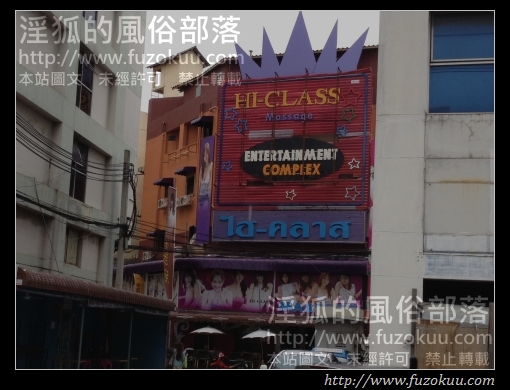 淫狐的風俗部落
http://www.fuzokuu.com
本站圖文 未經許可 禁止轉載
HI-CLASS
Massage
ENTERTAINMENT
COMPLEX
ไฮ-คลาส
淫狐的風俗部落
http://www.fuzokuu.com
本站圖文 未經許可 禁止轉載
http://www.fuzokuu.com